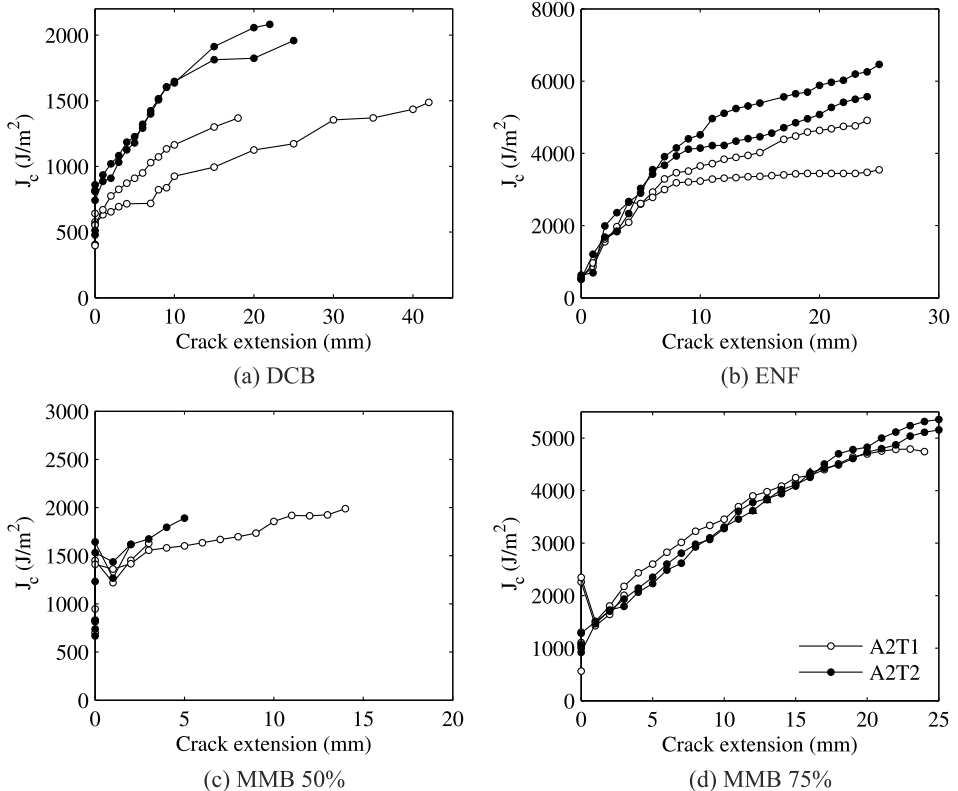 2000
1500
1000
500
0
J_c (J/m^2)
0 10 20 30 40
Crack extension (mm)
(a) DCB
8000
6000
4000
2000
0
J_c (J/m^2)
0 10 20 30
Crack extension (mm)
(b) ENF
3000
2500
2000
1500
1000
500
0
J_c (J/m^2)
0 5 10 15 20
Crack extension (mm)
(c) MMB 50%
5000
4000
3000
2000
1000
0
J_c (J/m^2)
A2T1
A2T2
0 5 10 15 20 25
Crack extension (mm)
(d) MMB 75%